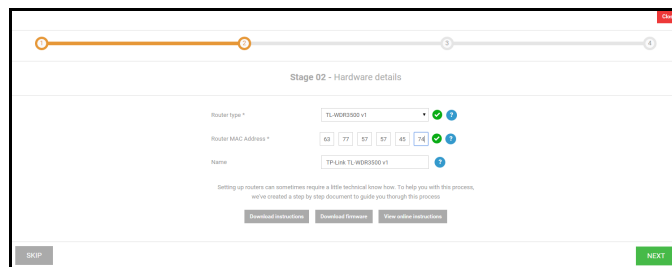 Clos
1 2 3 4
Stage 02 - Hardware details
Router type * TL-WDR3500 v1 ?
Router MAC Address * 63 77 57 57 45 74 ?
Name TP-Link TL-WDR3500 v1 ?
Setting up routers can sometimes require a little technical know how. To help you with this process,
we've created a step by step document to guide you thorugh this process
Download instructions Download firmware View online instructions
SKIP NEXT